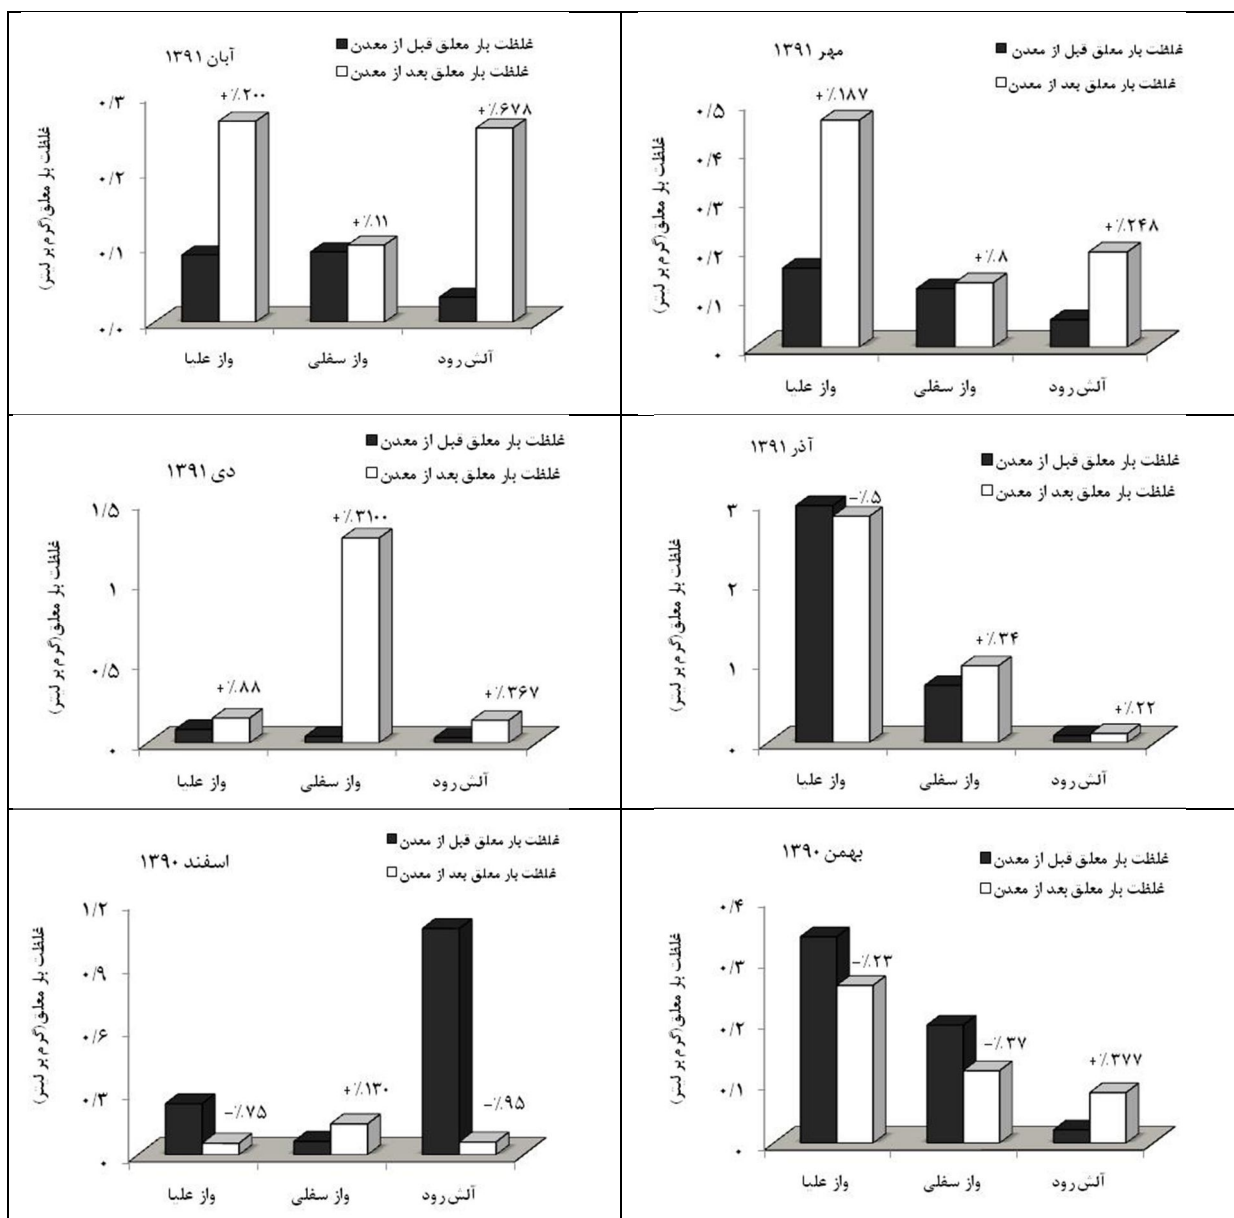 مهر ۱۳۹۱
غلظت بار معلق قبل از معدن
غلظت بار معلق بعد از معدن
غلظت بار معلق(گرم بر لیتر)
۰/۵
۰/۴
۰/۳
۰/۲
۰/۱
۰
+٪۱۸۷
+٪۸
+٪۲۴۸
واز علیا
واز سفلی
آلش‌رود
آبان ۱۳۹۱
غلظت بار معلق قبل از معدن
غلظت بار معلق بعد از معدن
غلظت بار معلق(گرم بر لیتر)
۰/۳
۰/۲
۰/۱
۰/۰
+٪۲۰۰
+٪۱۱
+٪۶۷۸
واز علیا
واز سفلی
آلش‌رود
آذر ۱۳۹۱
غلظت بار معلق قبل از معدن
غلظت بار معلق بعد از معدن
غلظت بار معلق(گرم بر لیتر)
۳
۲
۱
۰
-٪۵
+٪۳۴
+٪۲۲
واز علیا
واز سفلی
آلش‌رود
دی ۱۳۹۱
غلظت بار معلق قبل از معدن
غلظت بار معلق بعد از معدن
غلظت بار معلق(گرم بر لیتر)
۱/۵
۱
۰/۵
۰
+٪۸۸
+٪۳۱۰۰
+٪۳۶۷
واز علیا
واز سفلی
آلش‌رود
بهمن ۱۳۹۰
غلظت بار معلق قبل از معدن
غلظت بار معلق بعد از معدن
غلظت بار معلق(گرم بر لیتر)
۰/۴
۰/۳
۰/۲
۰/۱
۰
-٪۲۳
-٪۳۷
+٪۳۷۷
واز علیا
واز سفلی
آلش‌رود
اسفند ۱۳۹۰
غلظت بار معلق قبل از معدن
غلظت بار معلق بعد از معدن
غلظت بار معلق(گرم بر لیتر)
۱/۲
۰/۹
۰/۶
۰/۳
۰
-٪۷۵
+٪۱۳۰
-٪۹۵
واز علیا
واز سفلی
آلش‌رود